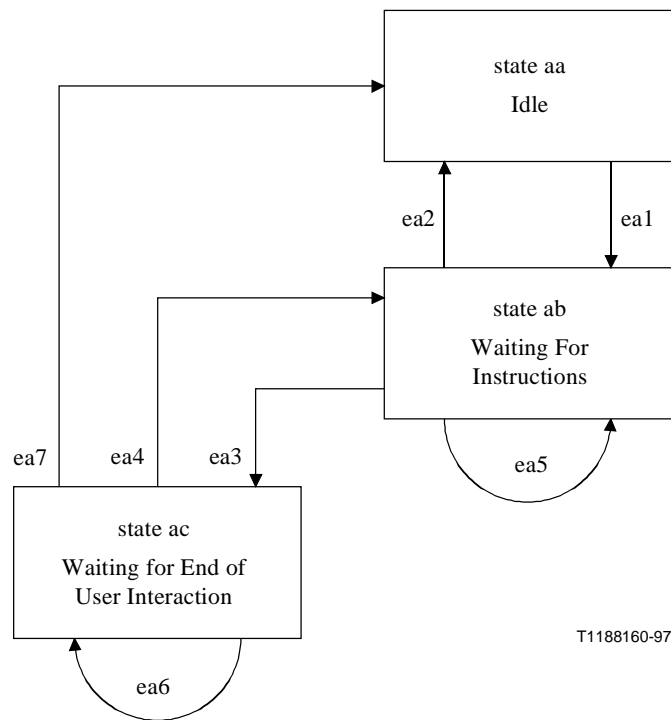 state aa
Idle
ea2
ea1
state ab
Waiting For
Instructions
ea7
ea4
ea3
ea5
state ac
Waiting for End of
User Interaction
T1188160-97
ea6